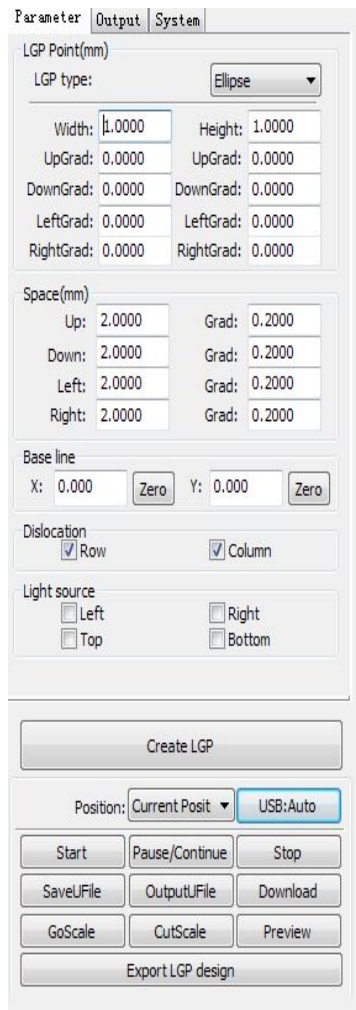 Parameter Output System
LGP Point(mm)
LGP type: Ellipse
Width: 1.0000 Height: 1.0000
UpGrad: 0.0000 UpGrad: 0.0000
DownGrad: 0.0000 DownGrad: 0.0000
LeftGrad: 0.0000 LeftGrad: 0.0000
RightGrad: 0.0000 RightGrad: 0.0000
Space(mm)
Up: 2.0000 Grad: 0.2000
Down: 2.0000 Grad: 0.2000
Left: 2.0000 Grad: 0.2000
Right: 2.0000 Grad: 0.2000
Base line
X: 0.000 Zero Y: 0.000 Zero
Dislocation
Row Column
Light source
Left Right
Top Bottom
Create LGP
Position: Current Posit USB:Auto
Start Pause/Continue Stop
SaveUFile OutputUFile Download
GoScale CutScale Preview
Export LGP design